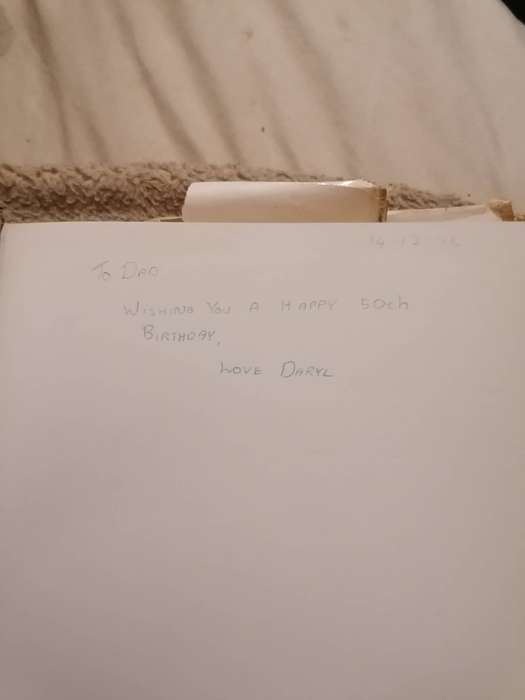 To DAD
WISHING YOU A HAPPY 50th
BIRTHDAY,
LOVE DARYL